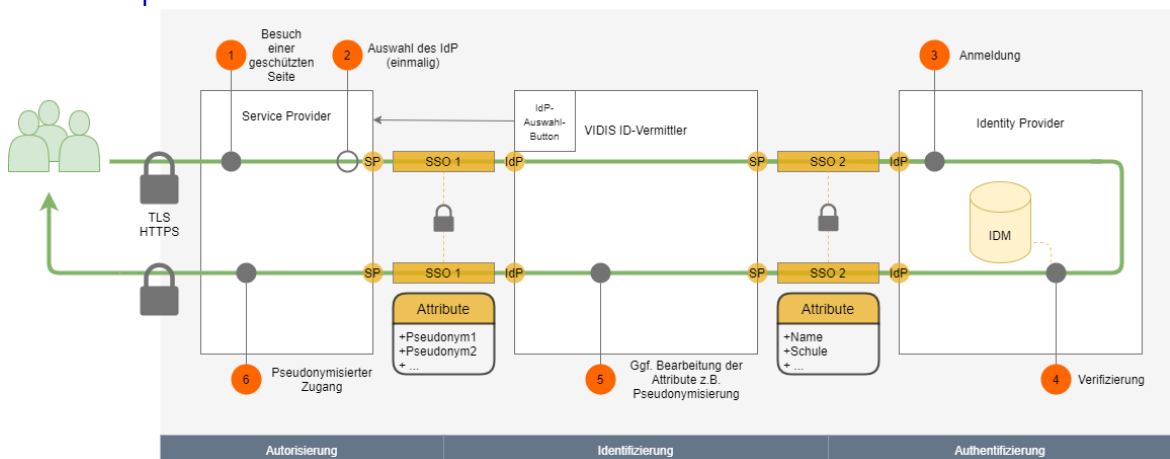 Besuch
einer
geschützten
Seite
1
2
Auswahl des IdP
(einmalig)
3
Anmeldung
Service Provider
IdP-
Auswahl-
Button
VIDIS ID-Vermittler
Identity Provider
SP
SSO 1
IdP
SP
SSO 2
IdP
TLS
HTTPS
IDM
SP
SSO 1
IdP
SP
SSO 2
IdP
Attribute
+Pseudonym1
+Pseudonym2
+ ...
Attribute
+Name
+Schule
+ ...
6
Pseudonymisierter
Zugang
5
Ggf. Bearbeitung der
Attribute z.B.
Pseudonymisierung
4
Verifizierung
Autorisierung
Identifizierung
Authentifizierung